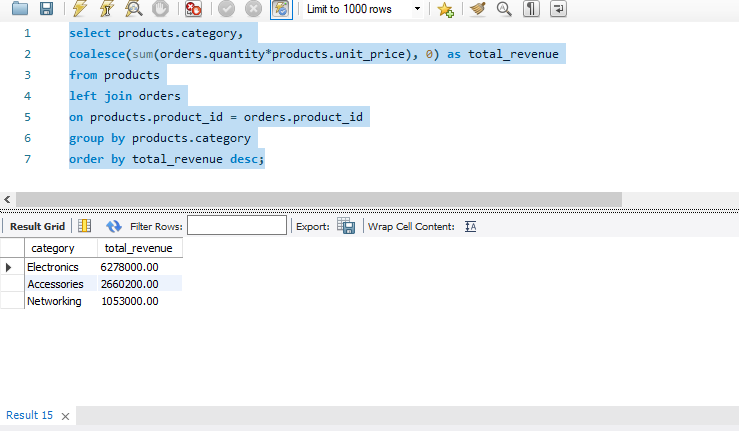 Limit to 1000 rows
1 select products.category,
2 coalesce(sum(orders.quantity*products.unit_price), 0) as total_revenue
3 from products
4 left join orders
5 on products.product_id = orders.product_id
6 group by products.category
7 order by total_revenue desc;
Result Grid Filter Rows: Export: Wrap Cell Content:
category total_revenue
Electronics 6278000.00
Accessories 2660200.00
Networking 1053000.00
Result 15